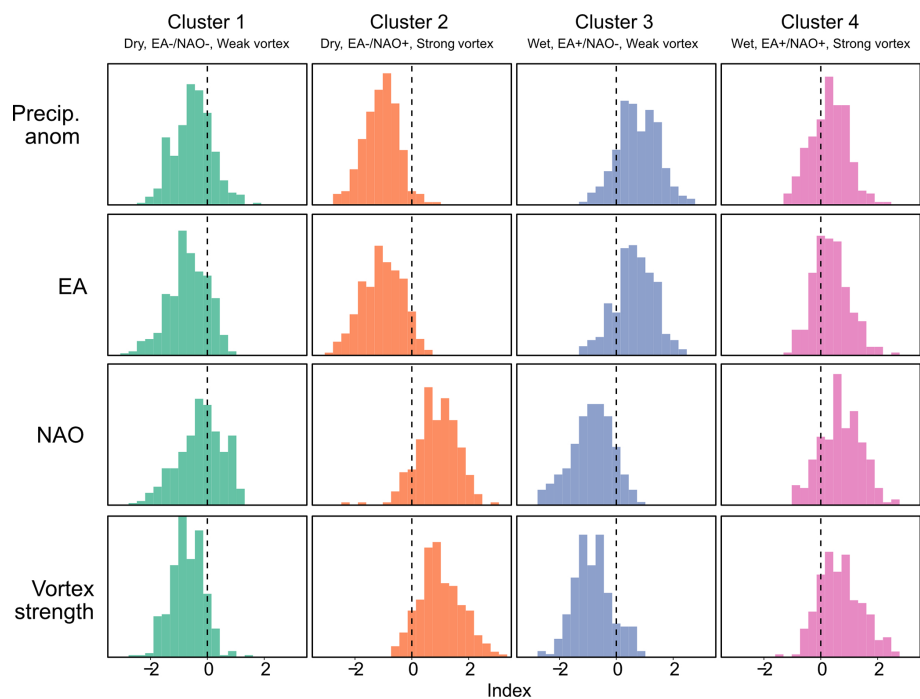 Cluster 1
Cluster 2
Cluster 3
Cluster 4
Dry, EA-/NAO-, Weak vortex
Dry, EA-/NAO+, Strong vortex
Wet, EA+/NAO-, Weak vortex
Wet, EA+/NAO+, Strong vortex
Precip.
anom
EA
NAO
Vortex
strength
−2 0 2
−2 0 2
−2 0 2
−2 0 2
Index